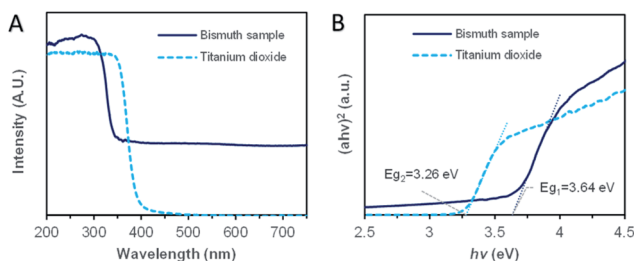 A
Bismuth sample
Titanium dioxide
Intensity (A.U.)
200 300 400 500 600 700
Wavelength (nm)
B
Bismuth sample
Titanium dioxide
(ahv)² (a.u.)
Eg₂=3.26 eV
Eg₁=3.64 eV
2.5 3 3.5 4 4.5
hv (eV)